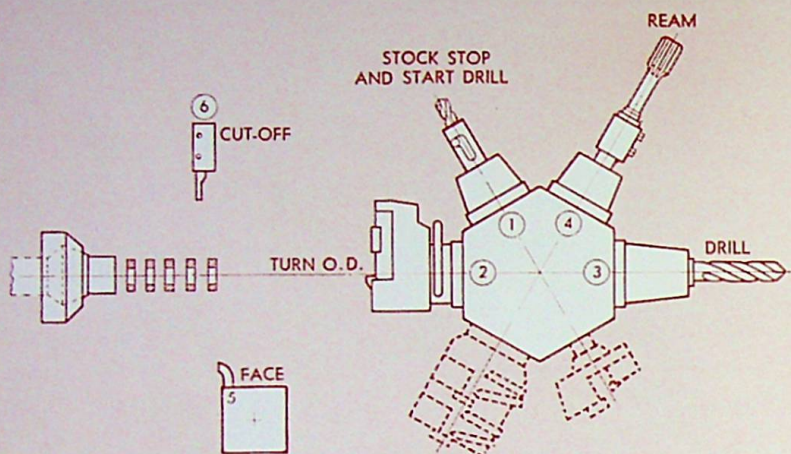 REAM
STOCK STOP
AND START DRILL
6
CUT-OFF
1
4
TURN O.D.
2
3
DRILL
FACE
5